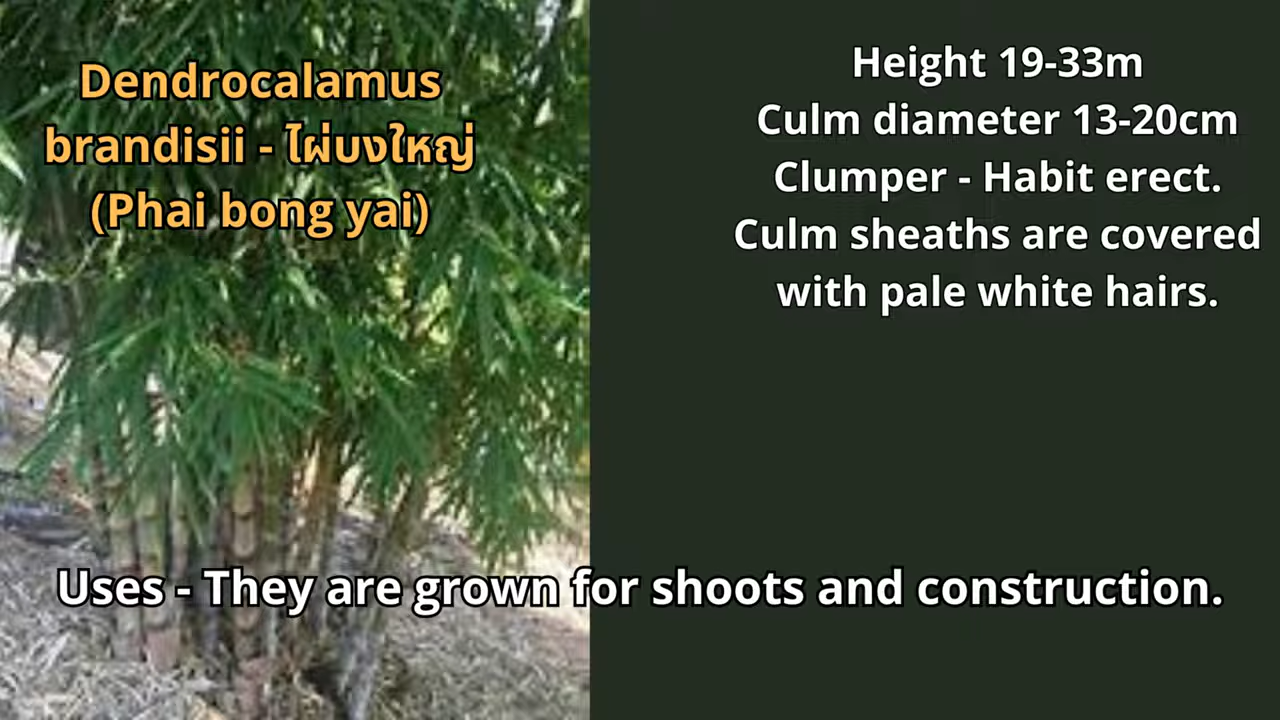 Dendrocalamus
brandisii - ไผ่บงใหญ่
(Phai bong yai)
Height 19-33m
Culm diameter 13-20cm
Clumper - Habit erect.
Culm sheaths are covered
with pale white hairs.
Uses - They are grown for shoots and construction.